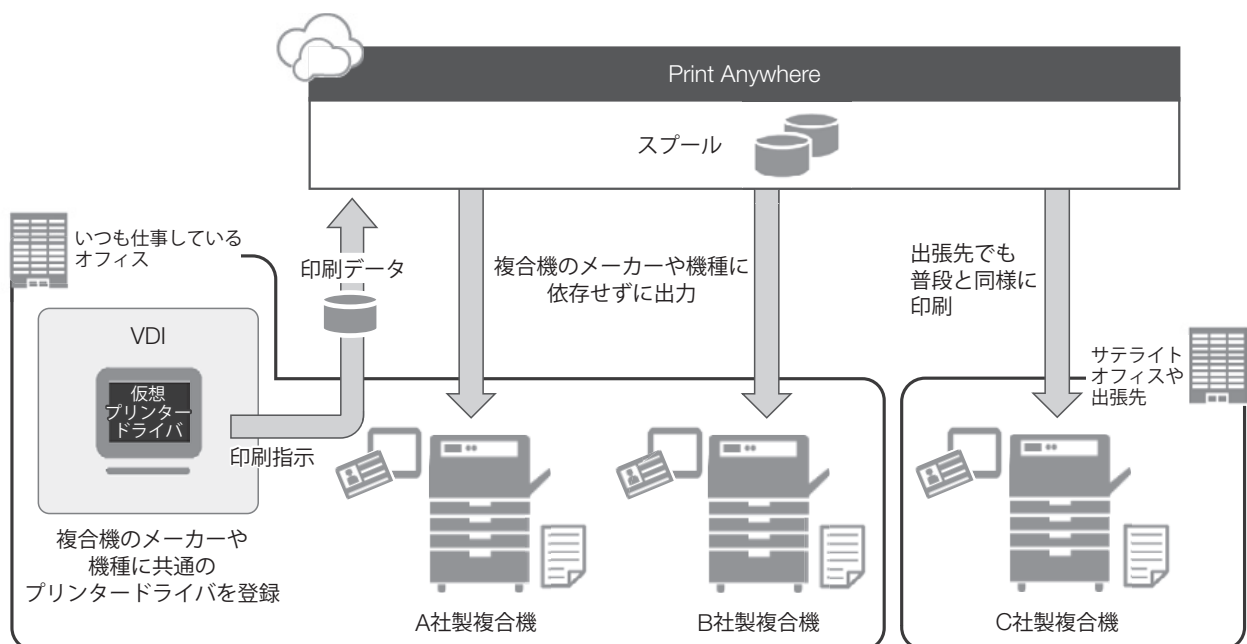 Print Anywhere
スプール
いつも仕事している
オフィス
印刷データ
複合機のメーカーや機種に
依存せずに出力
出張先でも
普段と同様に
印刷
VDI
仮想
プリンター
ドライバ
印刷指示
サテライト
オフィスや
出張先
複合機のメーカーや
機種に共通の
プリンタードライバを登録
A社製複合機
B社製複合機
C社製複合機